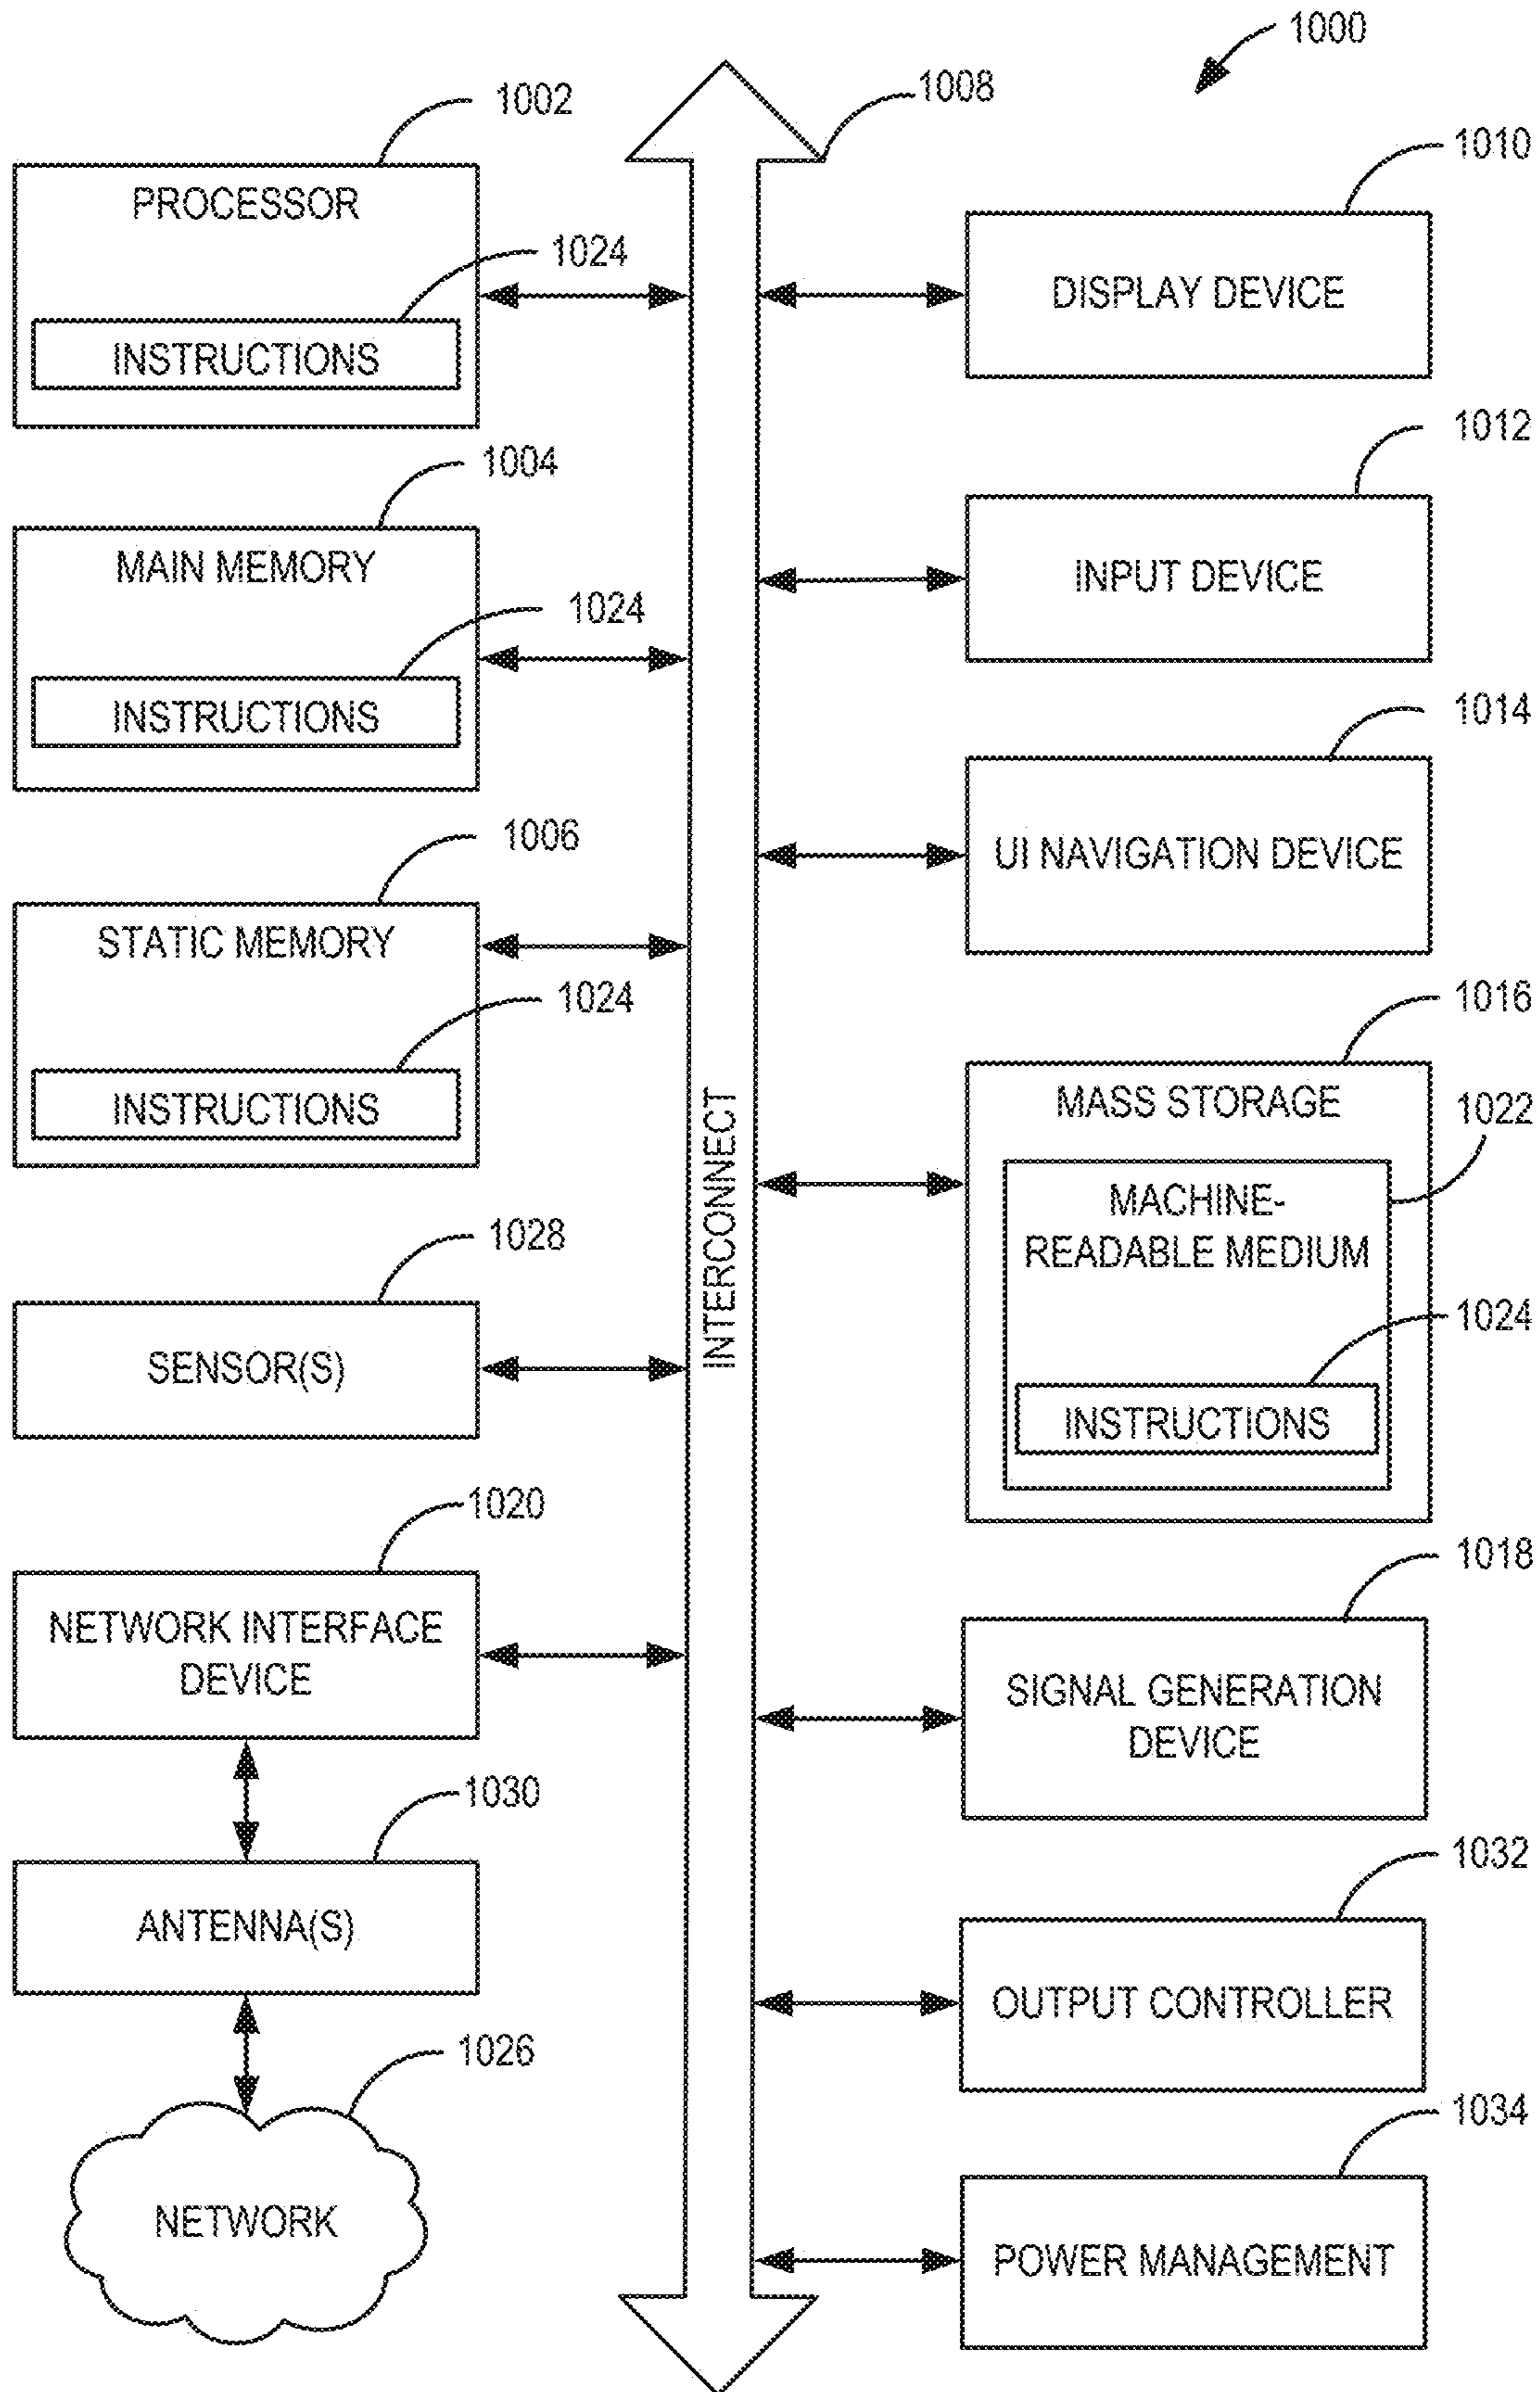 1000
1008
1002
PROCESSOR
1024
INSTRUCTIONS
1004
MAIN MEMORY
1024
INSTRUCTIONS
1006
STATIC MEMORY
1024
INSTRUCTIONS
1028
SENSOR(S)
1020
NETWORK INTERFACE
DEVICE
1030
ANTENNA(S)
1026
NETWORK
INTERCONNECT
1010
DISPLAY DEVICE
1012
INPUT DEVICE
1014
UI NAVIGATION DEVICE
1016
MASS STORAGE
1022
MACHINE-
READABLE MEDIUM
1024
INSTRUCTIONS
1018
SIGNAL GENERATION
DEVICE
1032
OUTPUT CONTROLLER
1034
POWER MANAGEMENT